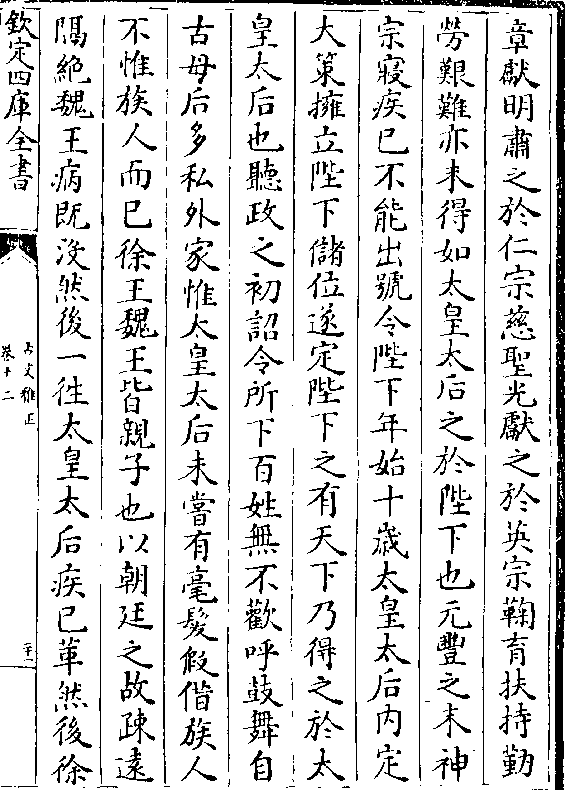 章獻明肅之於仁宗慈聖光獻之於英宗鞠育扶持勤
勞艱難亦未得如太皇太后之於陛下也元豐之末神
宗寢疾已不能出號令陛下年始十歳太皇太后内定
大策擁立陛下儲位遂定陛下之有天下乃得之於太
皇太后也聽政之初詔令所下百姓無不歡呼鼓舞自
古母后多私外家惟太皇太后未嘗有毫髮假偕族人
不惟族人而已徐王魏王皆親子也以朝廷之故疎逺
隔絶魏王病既沒然後一徃太皇太后疾已革然後徐
欽定四庫全書
古文雅正
卷十二